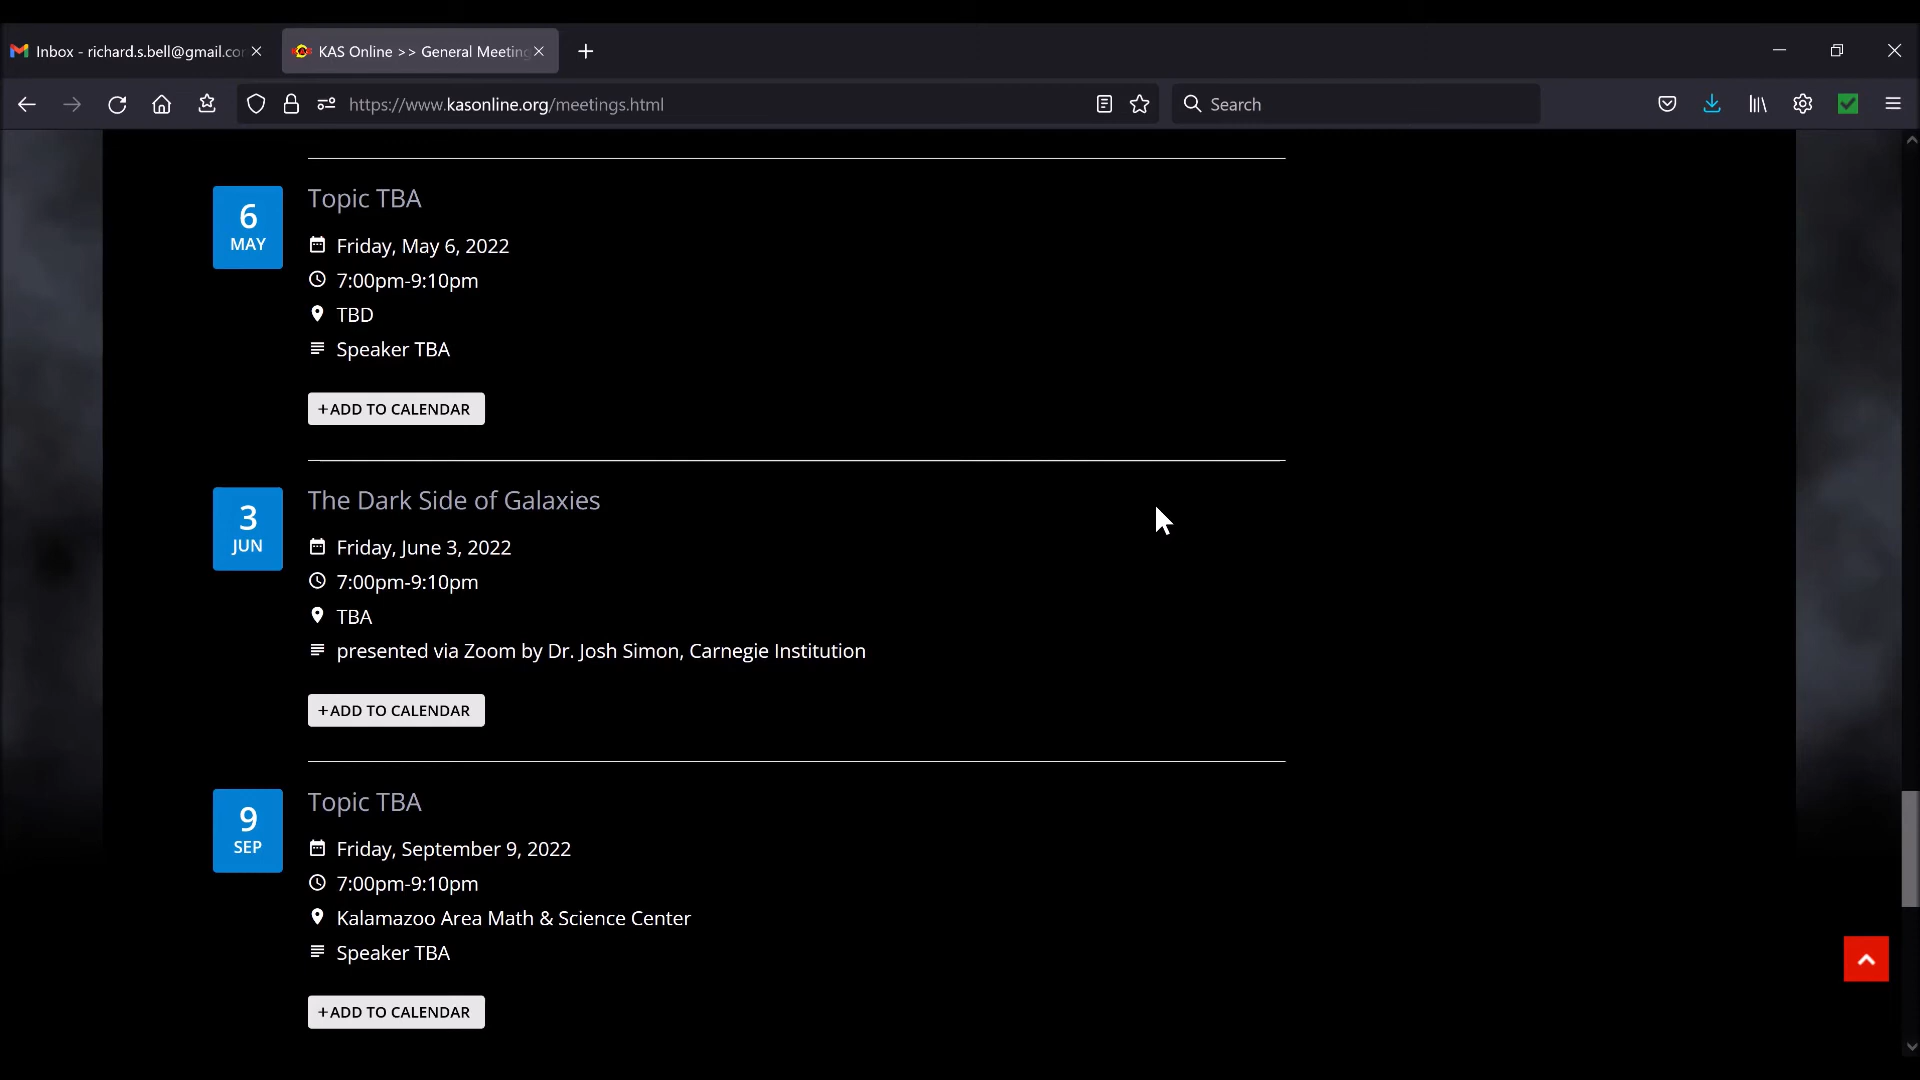 Inbox - richard.s.bell@gmail.co
KAS Online >> General Meeting
https://www.kasonline.org/meetings.html
Search
6
MAY
Topic TBA
Friday, May 6, 2022
7:00pm-9:10pm
TBD
Speaker TBA
+ADD TO CALENDAR
3
JUN
The Dark Side of Galaxies
Friday, June 3, 2022
7:00pm-9:10pm
TBA
presented via Zoom by Dr. Josh Simon, Carnegie Institution
+ADD TO CALENDAR
9
SEP
Topic TBA
Friday, September 9, 2022
7:00pm-9:10pm
Kalamazoo Area Math & Science Center
Speaker TBA
+ADD TO CALENDAR